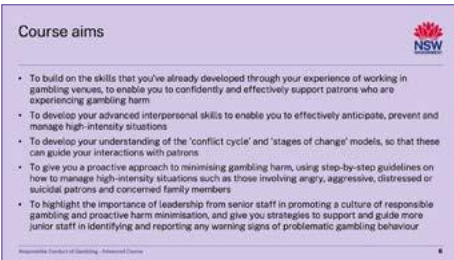 Course aims
NSW
GOVERNMENT
• To build on the skills that you've already developed through your experience of working in
gambling venues, to enable you to confidently and effectively support patrons who are
experiencing gambling harm
• To develop your advanced interpersonal skills to enable you to effectively anticipate, prevent and
manage high-intensity situations
• To develop your understanding of the 'conflict cycle' and 'stages of change' models, so that these
can guide your interactions with patrons
• To give you a proactive approach to minimising gambling harm, using step-by-step guidelines on
how to manage high-intensity situations such as those involving angry, aggressive, distressed or
suicidal patrons and concerned family members
• To highlight the importance of leadership from senior staff in promoting a culture of responsible
gambling and proactive harm minimisation, and give you strategies to support and guide more
junior staff in identifying and reporting any warning signs of problematic gambling behaviour
Responsible Conduct of Gambling - Advanced Course
6